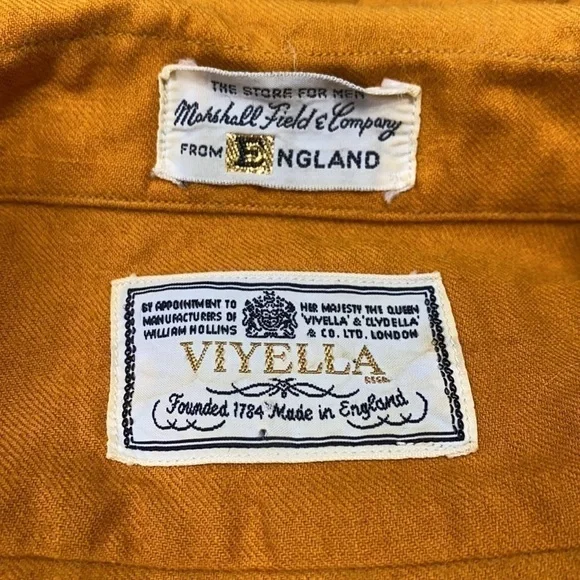 THE STORE FOR MEN
Marshall Field & Company
FROM ENGLAND
BY APPOINTMENT TO HER MAJESTY THE QUEEN
MANUFACTURERS OF 'VIYELLA' & 'CLYDELLA'
WILLIAM HOLLINS & CO. LTD. LONDON
VIYELLA
REGD.
Founded 1784 Made in England